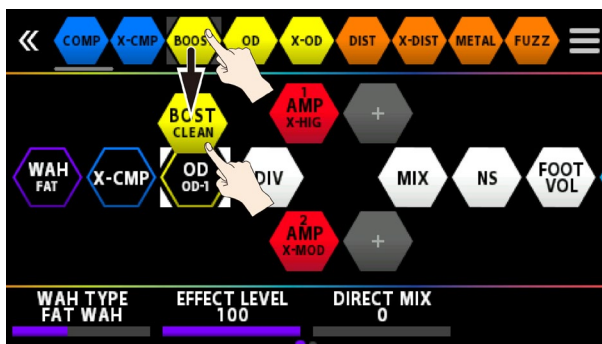 COMP X-CMP BOOS OD X-OD DIST X-DIST METAL FUZZ
1
AMP
X-HIG
+
BOST
CLEAN
WAH
FAT
X-CMP
OD
OD-1
DIV
MIX
NS
FOOT
VOL
2
AMP
X-MOD
+
WAH TYPE
FAT WAH
EFFECT LEVEL
100
DIRECT MIX
0